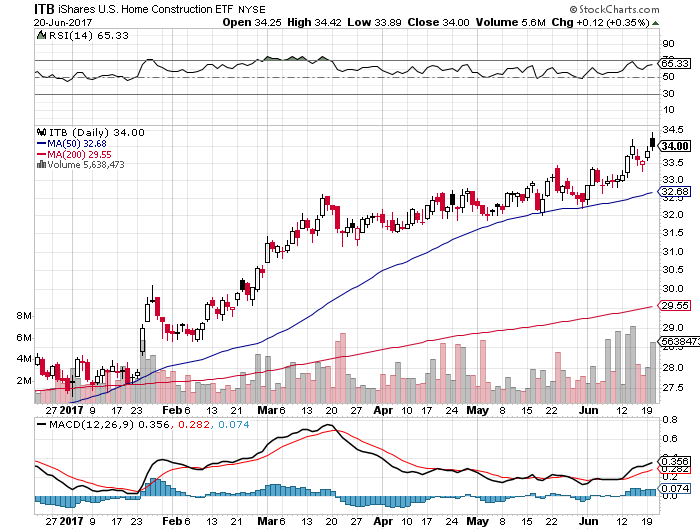 ITB iShares U.S. Home Construction ETF NYSE © StockCharts.com
20-Jun-2017 Open 34.25 High 34.42 Low 33.89 Close 34.00 Volume 5.6M Chg +0.12 (+0.35%)
RSI(14) 65.33
90
70
65.33
50
30
10
ITB (Daily) 34.00
MA(50) 32.68
MA(200) 29.55
Volume 5,638,473
34.5
34.00
33.5
33.0
32.68
32.5
32.0
31.5
31.0
30.5
30.0
29.55
29.0
5638473
28.0
27.5
8M
6M
4M
2M
27 2017 9 17 23 Feb 6 13 21 Mar 6 13 20 27 Apr 10 17 24 May 8 15 22 Jun 12 19
MACD(12,26,9) 0.356, 0.282, 0.074
0.8
0.6
0.356
0.282
0.2
0.074
0.0
-0.2
27 2017 9 17 23 Feb 6 13 21 Mar 6 13 20 27 Apr 10 17 24 May 8 15 22 Jun 12 19